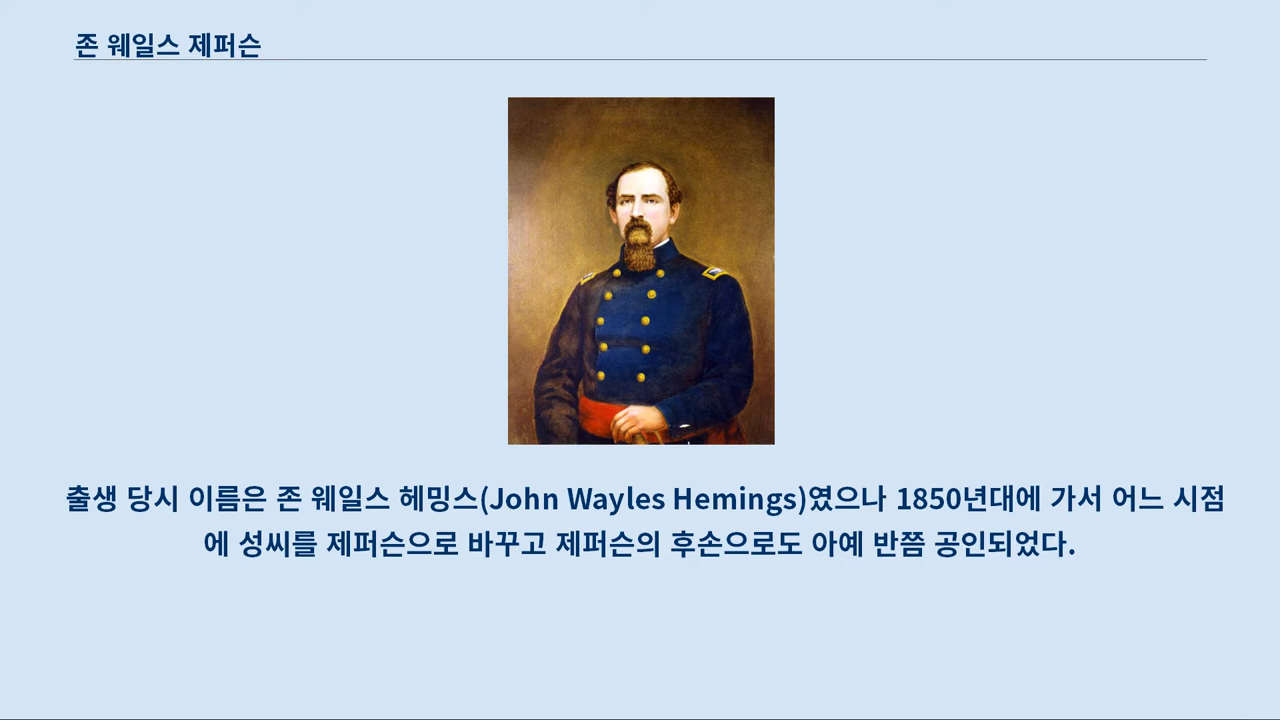 존 웨일스 제퍼슨
출생 당시 이름은 존 웨일스 헤밍스(John Wayles Hemings)였으나 1850년대에 가서 어느 시점
에 성씨를 제퍼슨으로 바꾸고 제퍼슨의 후손으로도 아예 반쯤 공인되었다.